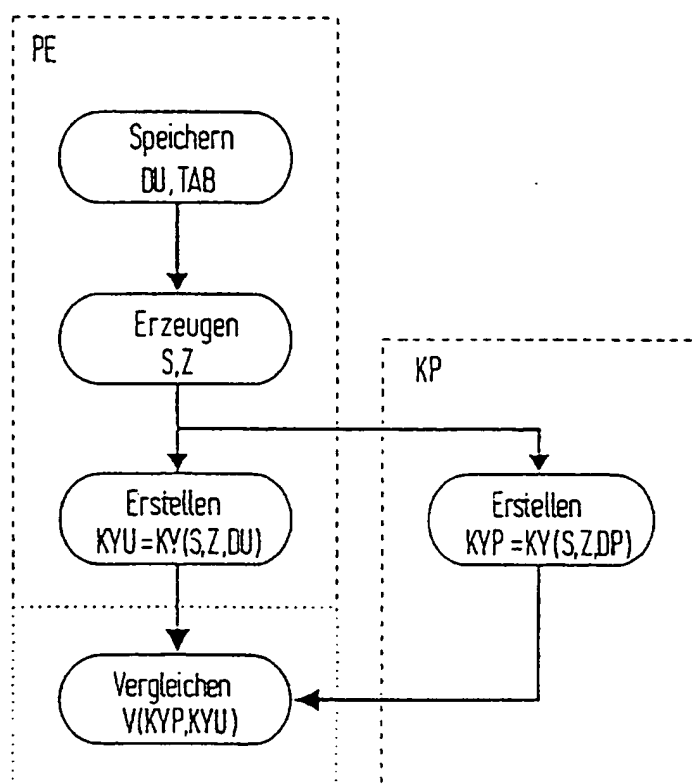 PE
Speichern
DU, TAB
Erzeugen
S,Z
KP
Erstellen
KYU=KY(S,Z,DU)
Erstellen
KYP=KY(S,Z,DP)
Vergleichen
V(KYP,KYU)